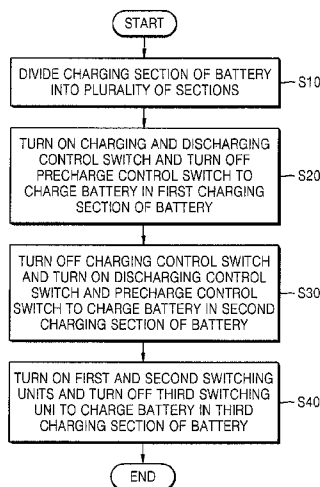 START
DIVIDE CHARGING SECTION OF BATTERY
INTO PLURALITY OF SECTIONS
S10
TURN ON CHARGING AND DISCHARGING
CONTROL SWITCH AND TURN OFF
PRECHARGE CONTROL SWITCH TO
CHARGE BATTERY IN FIRST CHARGING
SECTION OF BATTERY
S20
TURN OFF CHARGING CONTROL SWITCH
AND TURN ON DISCHARGING CONTROL
SWITCH AND PRECHARGE CONTROL
SWITCH TO CHARGE BATTERY IN SECOND
CHARGING SECTION OF BATTERY
S30
TURN ON FIRST AND SECOND SWITCHING
UNITS AND TURN OFF THIRD SWITCHING
UNI TO CHARGE BATTERY IN THIRD
CHARGING SECTION OF BATTERY
S40
END